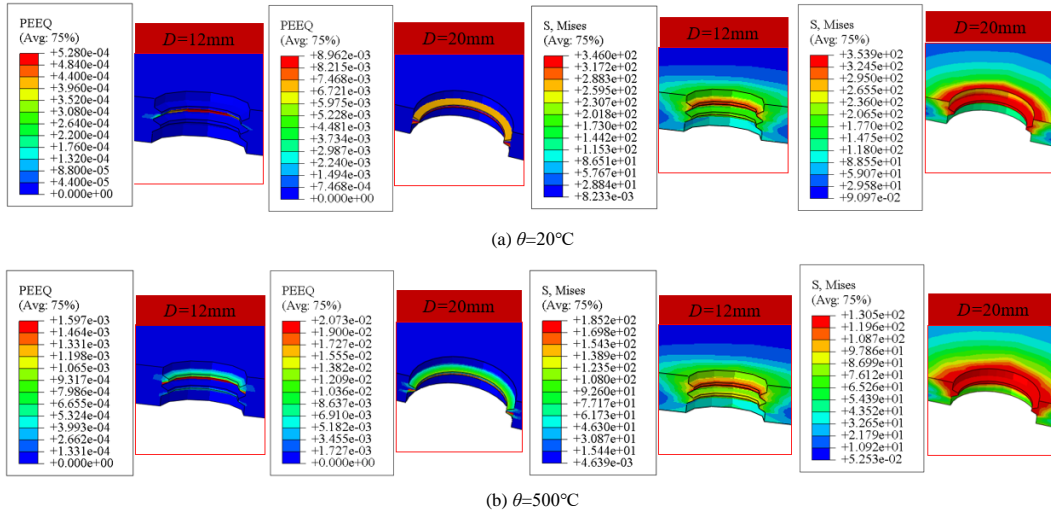 PEEQ
(Avg: 75%)
+5.280e-04
+4.840e-04
+4.400e-04
+3.960e-04
+3.520e-04
+3.080e-04
+2.640e-04
+2.200e-04
+1.760e-04
+1.320e-04
+8.800e-05
+4.400e-05
+0.000e+00
D=12mm
PEEQ
(Avg: 75%)
+8.962e-03
+8.215e-03
+7.468e-03
+6.721e-03
+5.975e-03
+5.228e-03
+4.481e-03
+3.734e-03
+2.987e-03
+2.240e-03
+1.494e-03
+7.468e-04
+0.000e+00
D=20mm
S, Mises
(Avg: 75%)
+3.460e+02
+3.172e+02
+2.883e+02
+2.595e+02
+2.307e+02
+2.018e+02
+1.730e+02
+1.442e+02
+1.153e+02
+8.651e+01
+5.767e+01
+2.884e+01
+8.233e-03
D=12mm
S, Mises
(Avg: 75%)
+3.539e+02
+3.245e+02
+2.950e+02
+2.655e+02
+2.360e+02
+2.065e+02
+1.770e+02
+1.475e+02
+1.180e+02
+8.855e+01
+5.907e+01
+2.958e+01
+9.097e-02
D=20mm
(a) θ=20℃
PEEQ
(Avg: 75%)
+1.597e-03
+1.464e-03
+1.331e-03
+1.198e-03
+1.065e-03
+9.317e-04
+7.986e-04
+6.655e-04
+5.324e-04
+3.993e-04
+2.662e-04
+1.331e-04
+0.000e+00
D=12mm
PEEQ
(Avg: 75%)
+2.073e-02
+1.900e-02
+1.727e-02
+1.555e-02
+1.382e-02
+1.209e-02
+1.036e-02
+8.637e-03
+6.910e-03
+5.182e-03
+3.455e-03
+1.727e-03
+0.000e+00
D=20mm
S, Mises
(Avg: 75%)
+1.852e+02
+1.698e+02
+1.543e+02
+1.389e+02
+1.235e+02
+1.080e+02
+9.260e+01
+7.717e+01
+6.173e+01
+4.630e+01
+3.087e+01
+1.544e+01
+4.639e-03
D=12mm
S, Mises
(Avg: 75%)
+1.305e+02
+1.196e+02
+1.087e+02
+9.786e+01
+8.699e+01
+7.612e+01
+6.526e+01
+5.439e+01
+4.352e+01
+3.265e+01
+2.179e+01
+1.092e+01
+5.253e-02
D=20mm
(b) θ=500℃